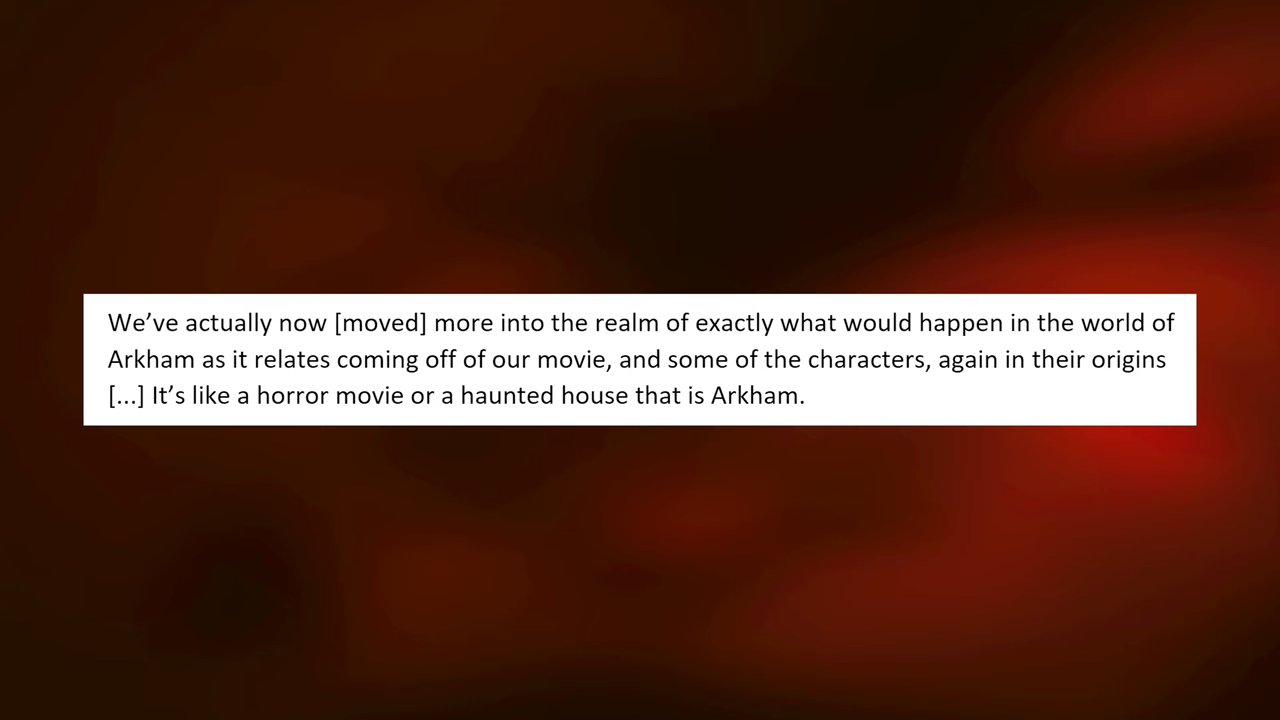 We’ve actually now [moved] more into the realm of exactly what would happen in the world of
Arkham as it relates coming off of our movie, and some of the characters, again in their origins
[...] It’s like a horror movie or a haunted house that is Arkham.